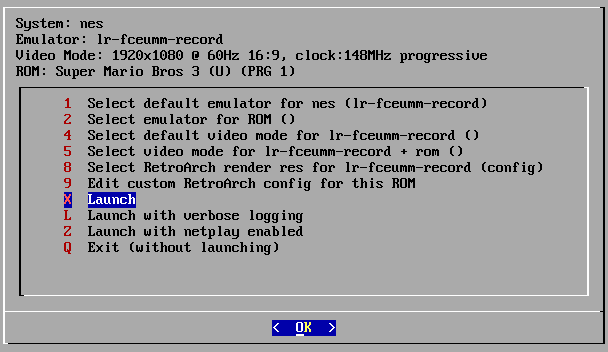 System: nes
Emulator: lr-fceumm-record
Video Mode: 1920x1080 @ 60Hz 16:9, clock:148MHz progressive
ROM: Super Mario Bros 3 (U) (PRG 1)
1 Select default emulator for nes (lr-fceumm-record)
2 Select emulator for ROM ()
4 Select default video mode for lr-fceumm-record ()
5 Select video mode for lr-fceumm-record + rom ()
8 Select RetroArch render res for lr-fceumm-record (config)
9 Edit custom RetroArch config for this ROM
X Launch
L Launch with verbose logging
Z Launch with netplay enabled
Q Exit (without launching)
< OK >